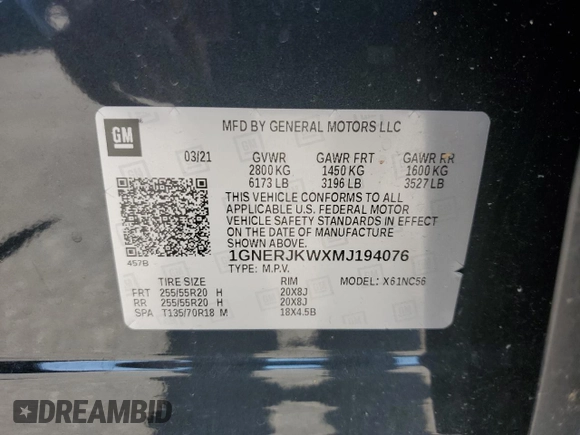 GM
MFD BY GENERAL MOTORS LLC
03/21 GVWR GAWR FRT GAWR RR
2800 KG 1450 KG 1600 KG
6173 LB 3196 LB 3527 LB
THIS VEHICLE CONFORMS TO ALL
APPLICABLE U.S. FEDERAL MOTOR
VEHICLE SAFETY STANDARDS IN EFFECT
ON THE DATE OF MANUFACTURE
SHOWN ABOVE.
457B
1GNERJKWXMJ194076
TYPE: M.P.V. MODEL: X61NC56
TIRE SIZE RIM
FRT 255/55R20 H 20X8J
RR 255/55R20 H 20X8J
SPA T135/70R18 M 18X4.5B
DREAMBID